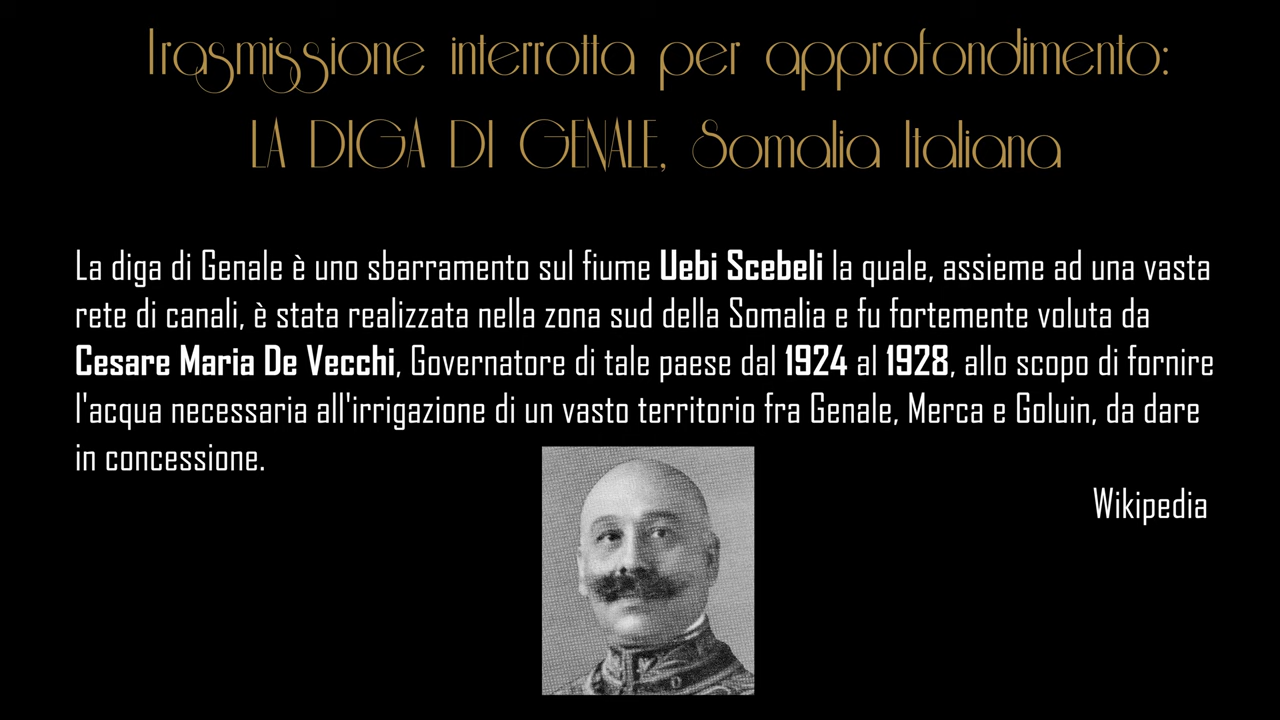 Trasmissione interrotta per approfondimento:
LA DIGA DI GENALE, Somalia Italiana
La diga di Genale è uno sbarramento sul fiume Uebi Scebeli la quale, assieme ad una vasta
rete di canali, è stata realizzata nella zona sud della Somalia e fu fortemente voluta da
Cesare Maria De Vecchi, Governatore di tale paese dal 1924 al 1928, allo scopo di fornire
l'acqua necessaria all'irrigazione di un vasto territorio fra Genale, Merca e Goluin, da dare
in concessione.
Wikipedia